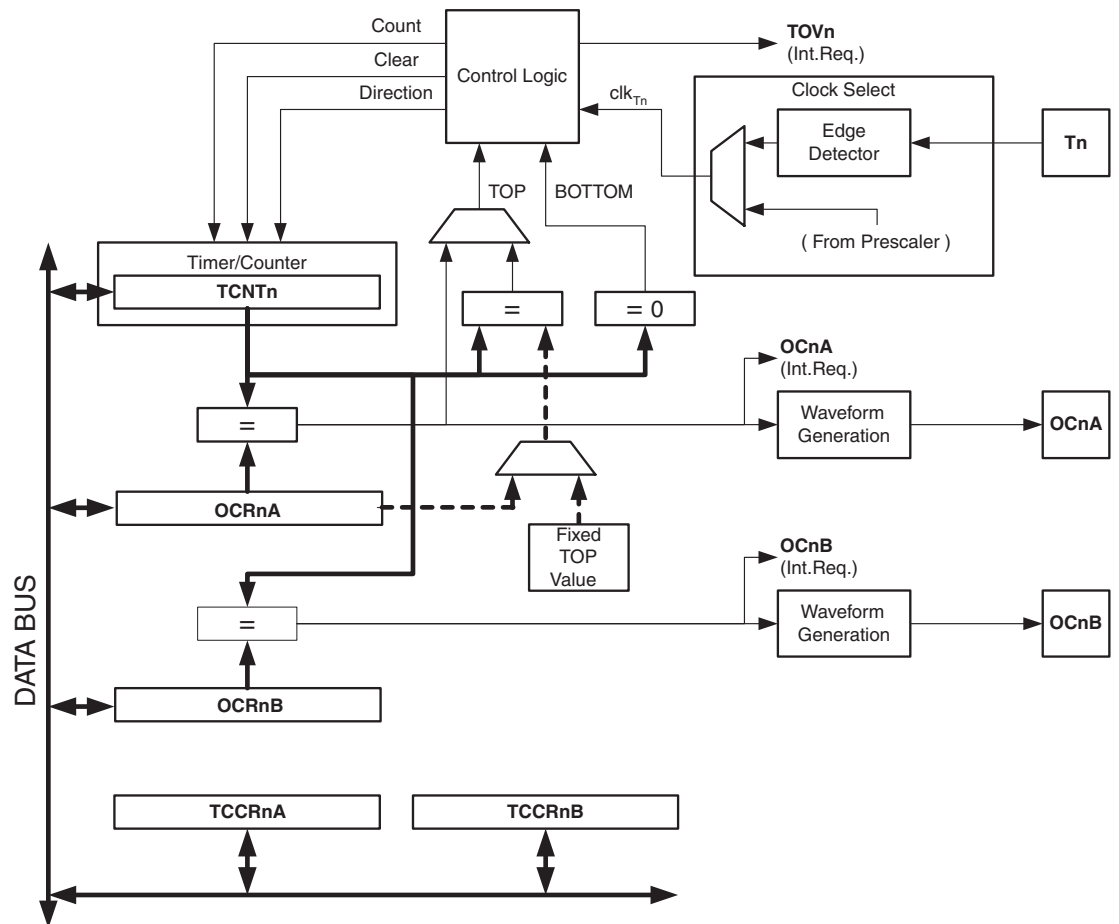 Count
Clear
Direction
Control Logic
TOVn
(Int.Req.)
clkTn
Clock Select
Edge
Detector
Tn
( From Prescaler )
TOP
BOTTOM
Timer/Counter
TCNTn
=
= 0
OCnA
(Int.Req.)
=
Waveform
Generation
OCnA
OCRnA
Fixed
TOP
Value
OCnB
(Int.Req.)
=
Waveform
Generation
OCnB
OCRnB
DATA BUS
TCCRnA
TCCRnB